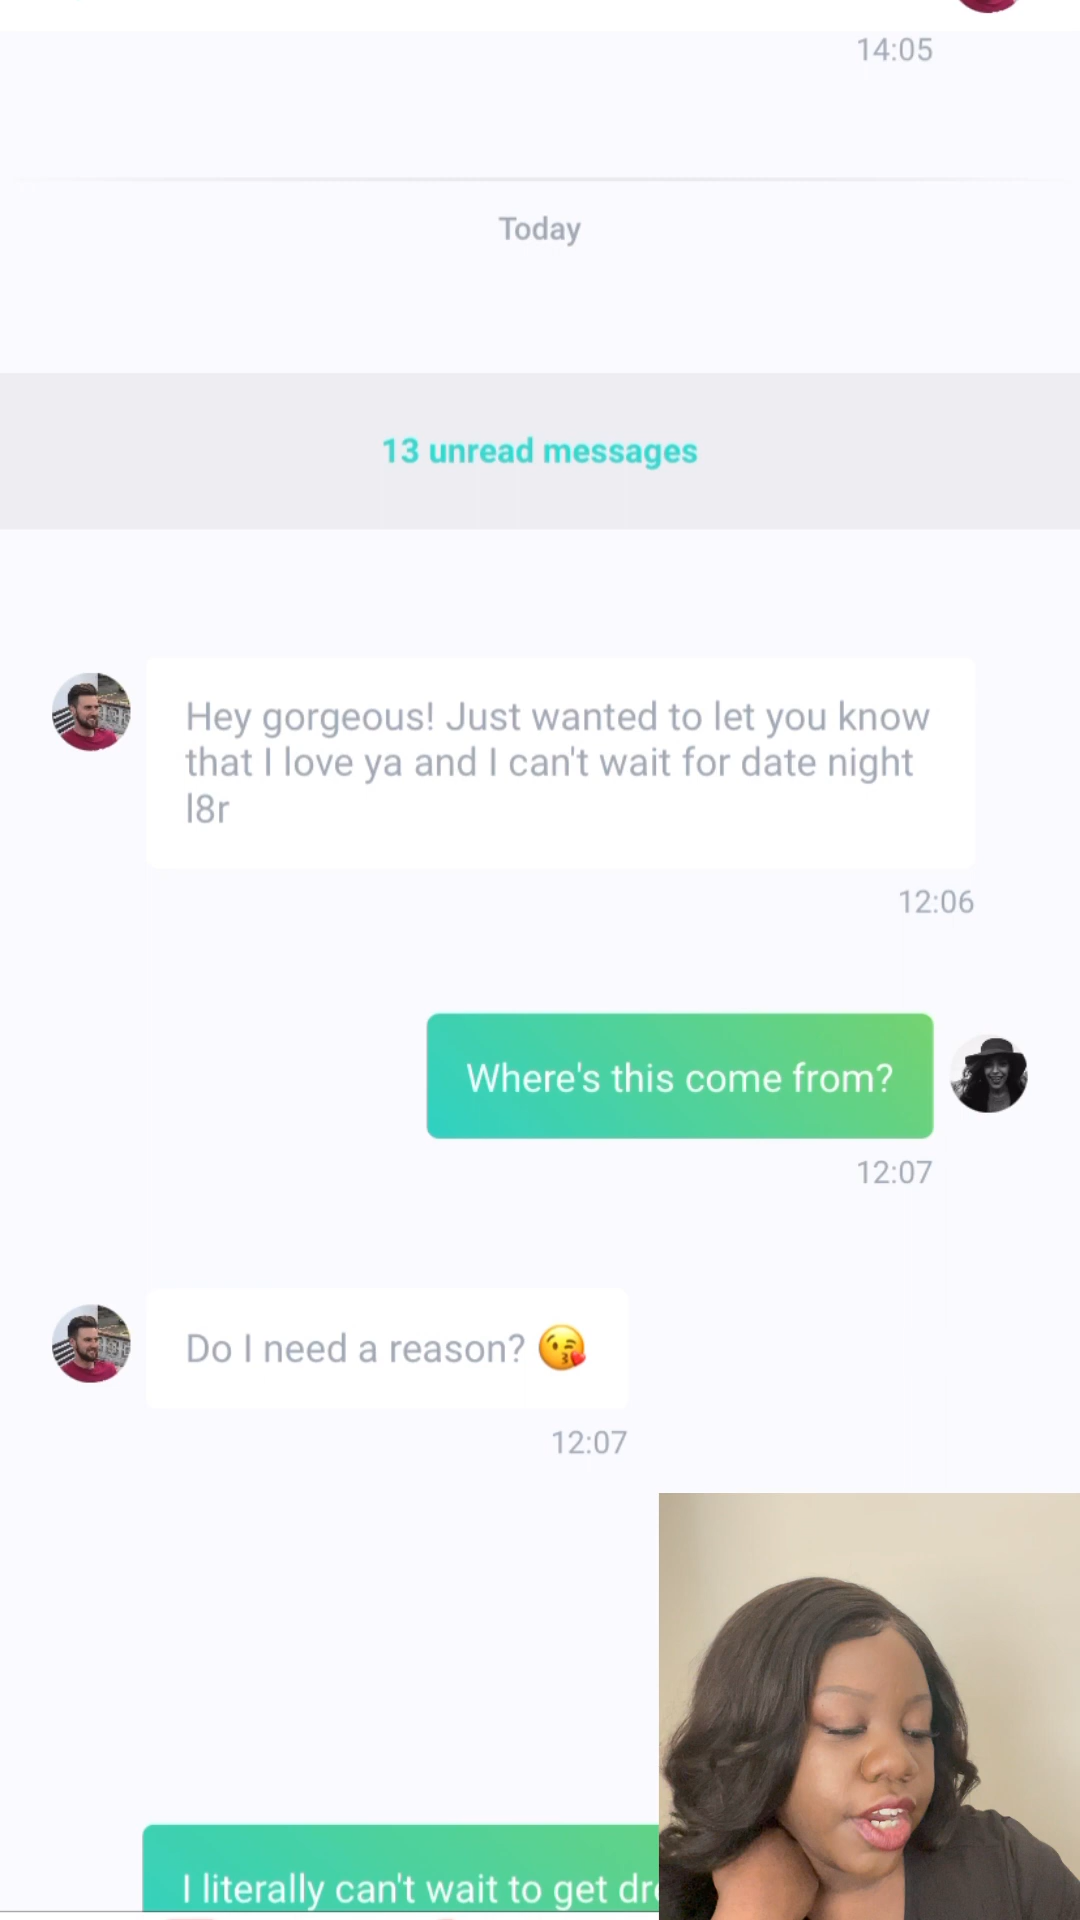 14:05
Today
13 unread messages
Hey gorgeous! Just wanted to let you know
that I love ya and I can't wait for date night
l8r
12:06
Where's this come from?
12:07
Do I need a reason? 😘
12:07
I literally can't wait to get